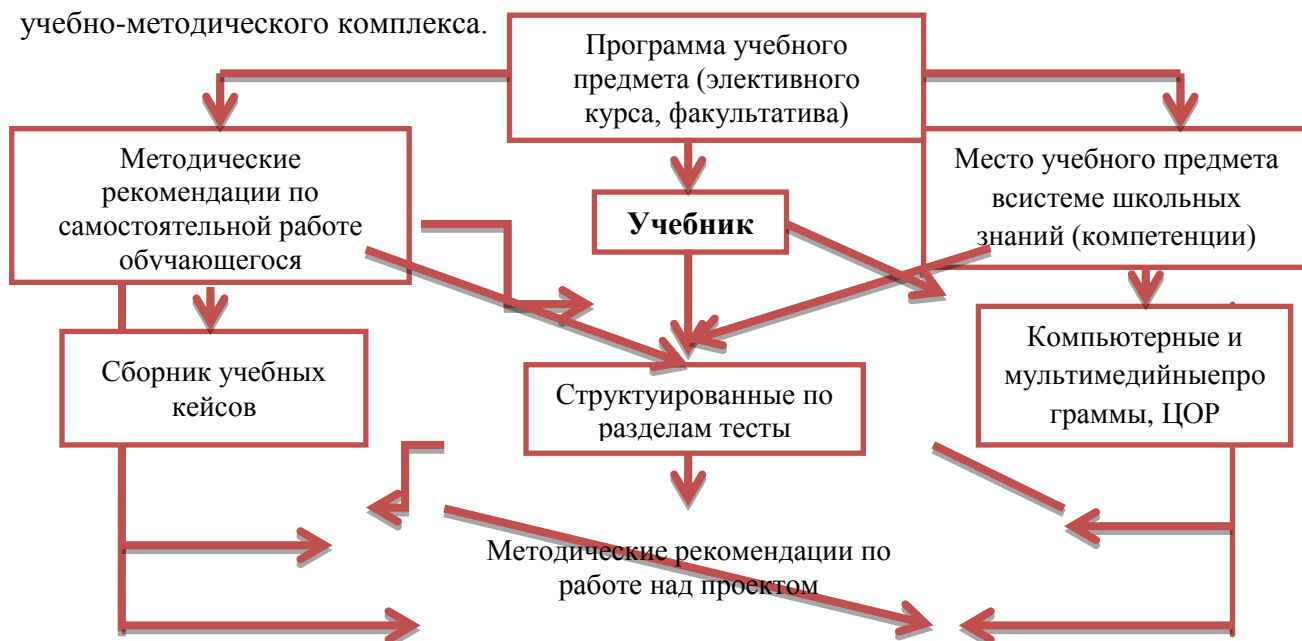 учебно-методического комплекса.
Программа учебного
предмета (элективного
курса, факультатива)
Методические
рекомендации по
самостоятельной работе
обучающегося
Учебник
Место учебного предмета
всистеме школьных
знаний (компетенции)
Сборник учебных
кейсов
Структуированные по
разделам тесты
Компьютерные и
мультимедийныепро
граммы, ЦОР
Методические рекомендации по
работе над проектом